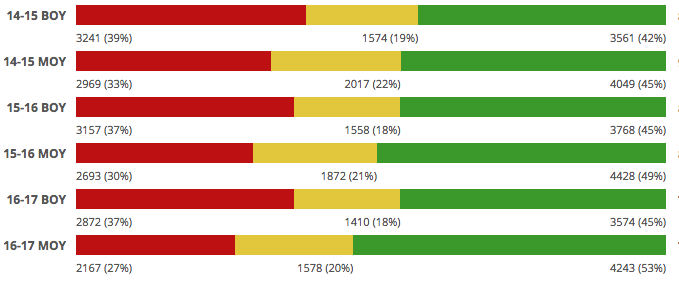 14-15 BOY
3241 (39%) 1574 (19%) 3561 (42%)
14-15 MOY
2969 (33%) 2017 (22%) 4049 (45%)
15-16 BOY
3157 (37%) 1558 (18%) 3768 (45%)
15-16 MOY
2693 (30%) 1872 (21%) 4428 (49%)
16-17 BOY
2872 (37%) 1410 (18%) 3574 (45%)
16-17 MOY
2167 (27%) 1578 (20%) 4243 (53%)